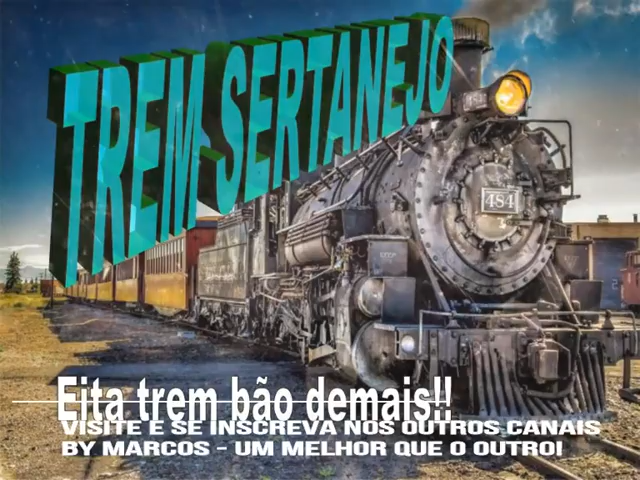 TREM SERTANEJO
484
Eita trem bão demais!!
VISITE E SE INSCREVA NOS OUTROS CANAIS
BY MARCOS - UM MELHOR QUE O OUTRO!